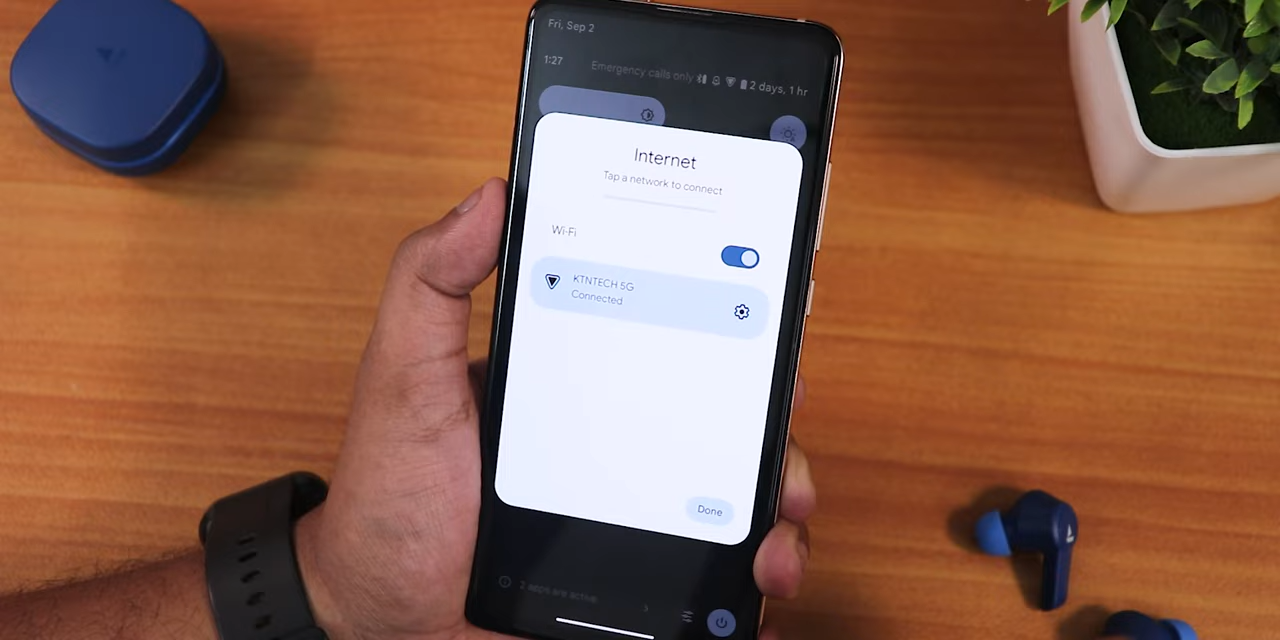 Fri, Sep 2
1:27 Emergency calls only 2 days, 1 hr
Internet
Tap a network to connect
Wi-Fi
KTNTECH 5G
Connected
Done
2 apps are active